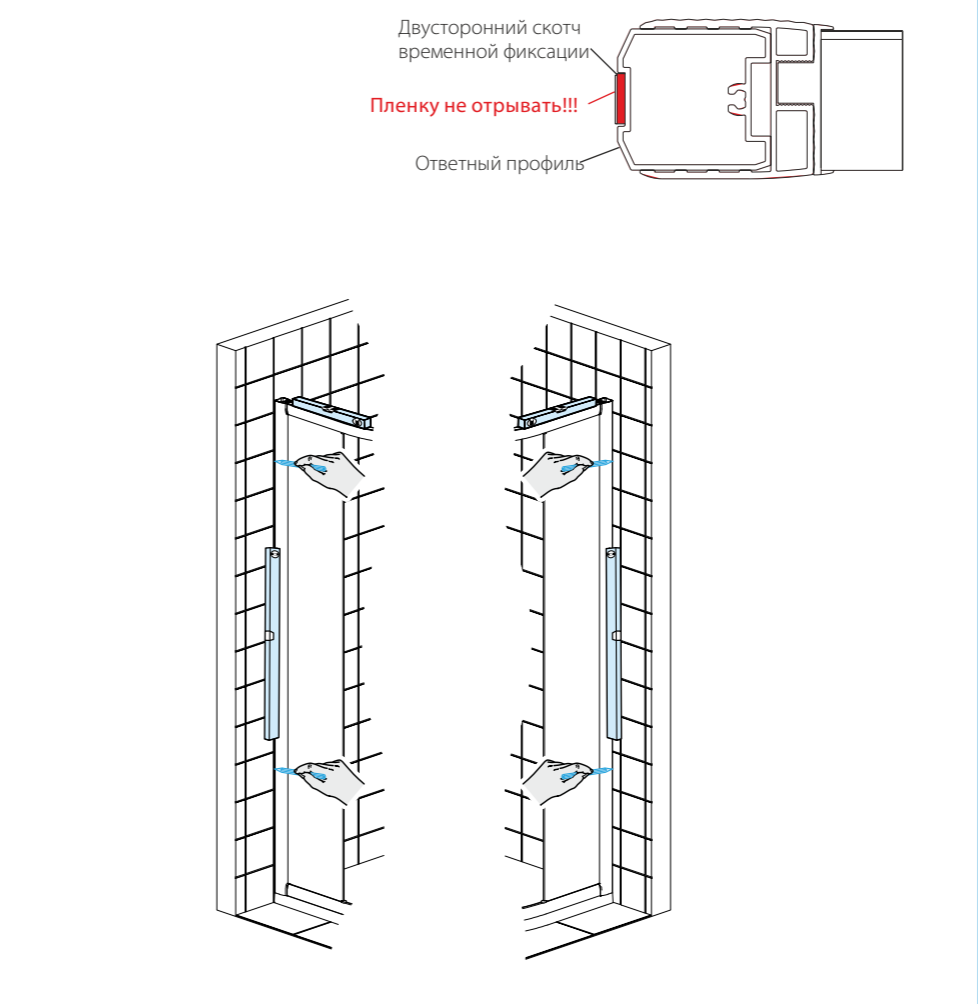 Двусторонний скотч
временной фиксации
Пленку не отрывать!!!
Ответный профиль